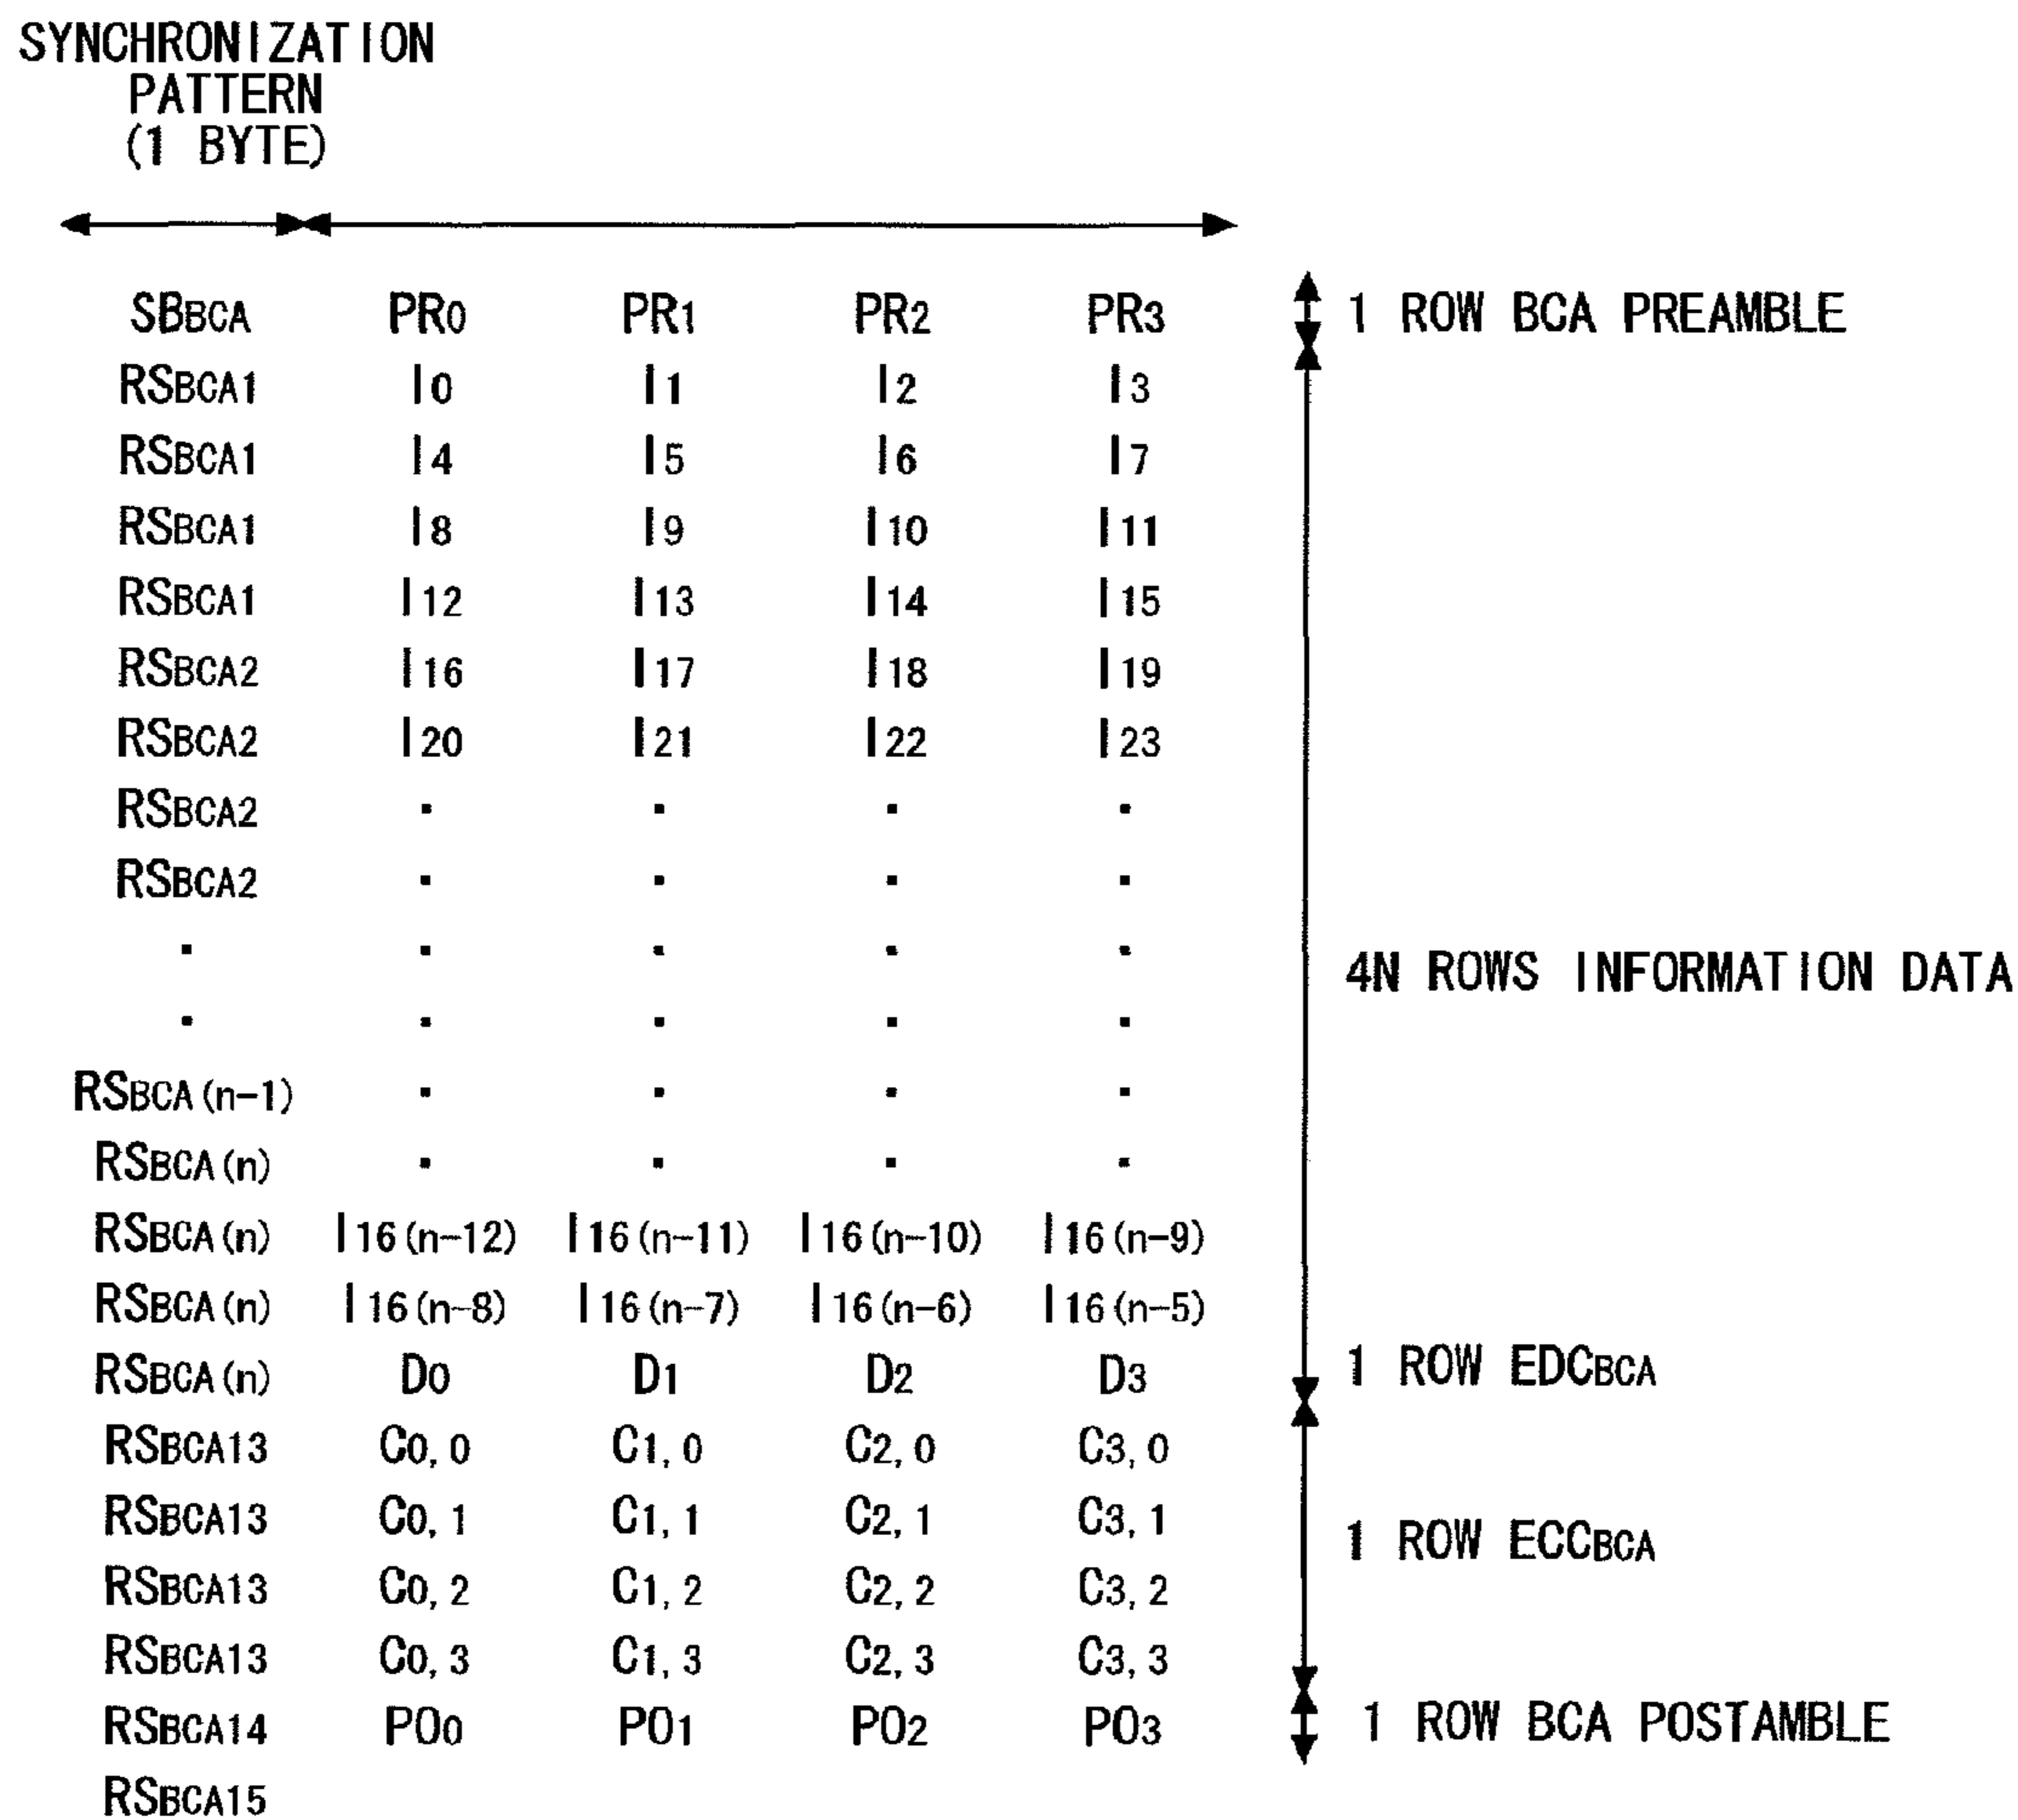 SYNCHRONIZATION
PATTERN
(1 BYTE)
SBBCA PR0 PR1 PR2 PR3 1 ROW BCA PREAMBLE
RSBCA1 I0 I1 I2 I3
RSBCA1 I4 I5 I6 I7
RSBCA1 I8 I9 I10 I11
RSBCA1 I12 I13 I14 I15
RSBCA2 I16 I17 I18 I19
RSBCA2 I20 I21 I22 I23
RSBCA2 . . . .
RSBCA2 . . . .
. . . . . 4N ROWS INFORMATION DATA
. . . . .
RSBCA(n-1) . . . .
RSBCA(n) . . . .
RSBCA(n) I16(n-12) I16(n-11) I16(n-10) I16(n-9)
RSBCA(n) I16(n-8) I16(n-7) I16(n-6) I16(n-5)
RSBCA(n) D0 D1 D2 D3 1 ROW EDCBCA
RSBCA13 C0,0 C1,0 C2,0 C3,0
RSBCA13 C0,1 C1,1 C2,1 C3,1 1 ROW ECCBCA
RSBCA13 C0,2 C1,2 C2,2 C3,2
RSBCA13 C0,3 C1,3 C2,3 C3,3
RSBCA14 PO0 PO1 PO2 PO3 1 ROW BCA POSTAMBLE
RSBCA15